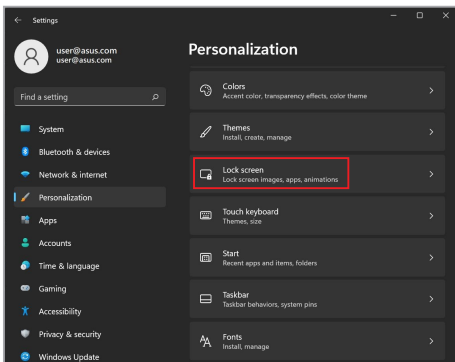 Settings
user@asus.com
user@asus.com
Find a setting
System
Bluetooth & devices
Network & internet
Personalization
Apps
Accounts
Time & language
Gaming
Accessibility
Privacy & security
Windows Update
Personalization
Colors
Accent color, transparency effects, color theme
Themes
Install, create, manage
Lock screen
Lock screen images, apps, animations
Touch keyboard
Themes, size
Start
Recent apps and items, folders
Taskbar
Taskbar behaviors, system pins
Fonts
Install, manage